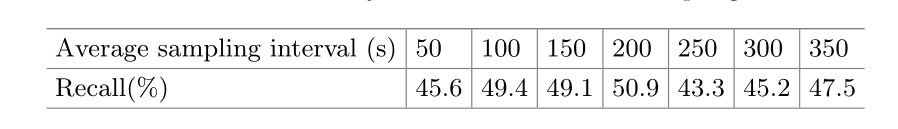 Average sampling interval (s) 50 100 150 200 250 300 350
Recall(%) 45.6 49.4 49.1 50.9 43.3 45.2 47.5